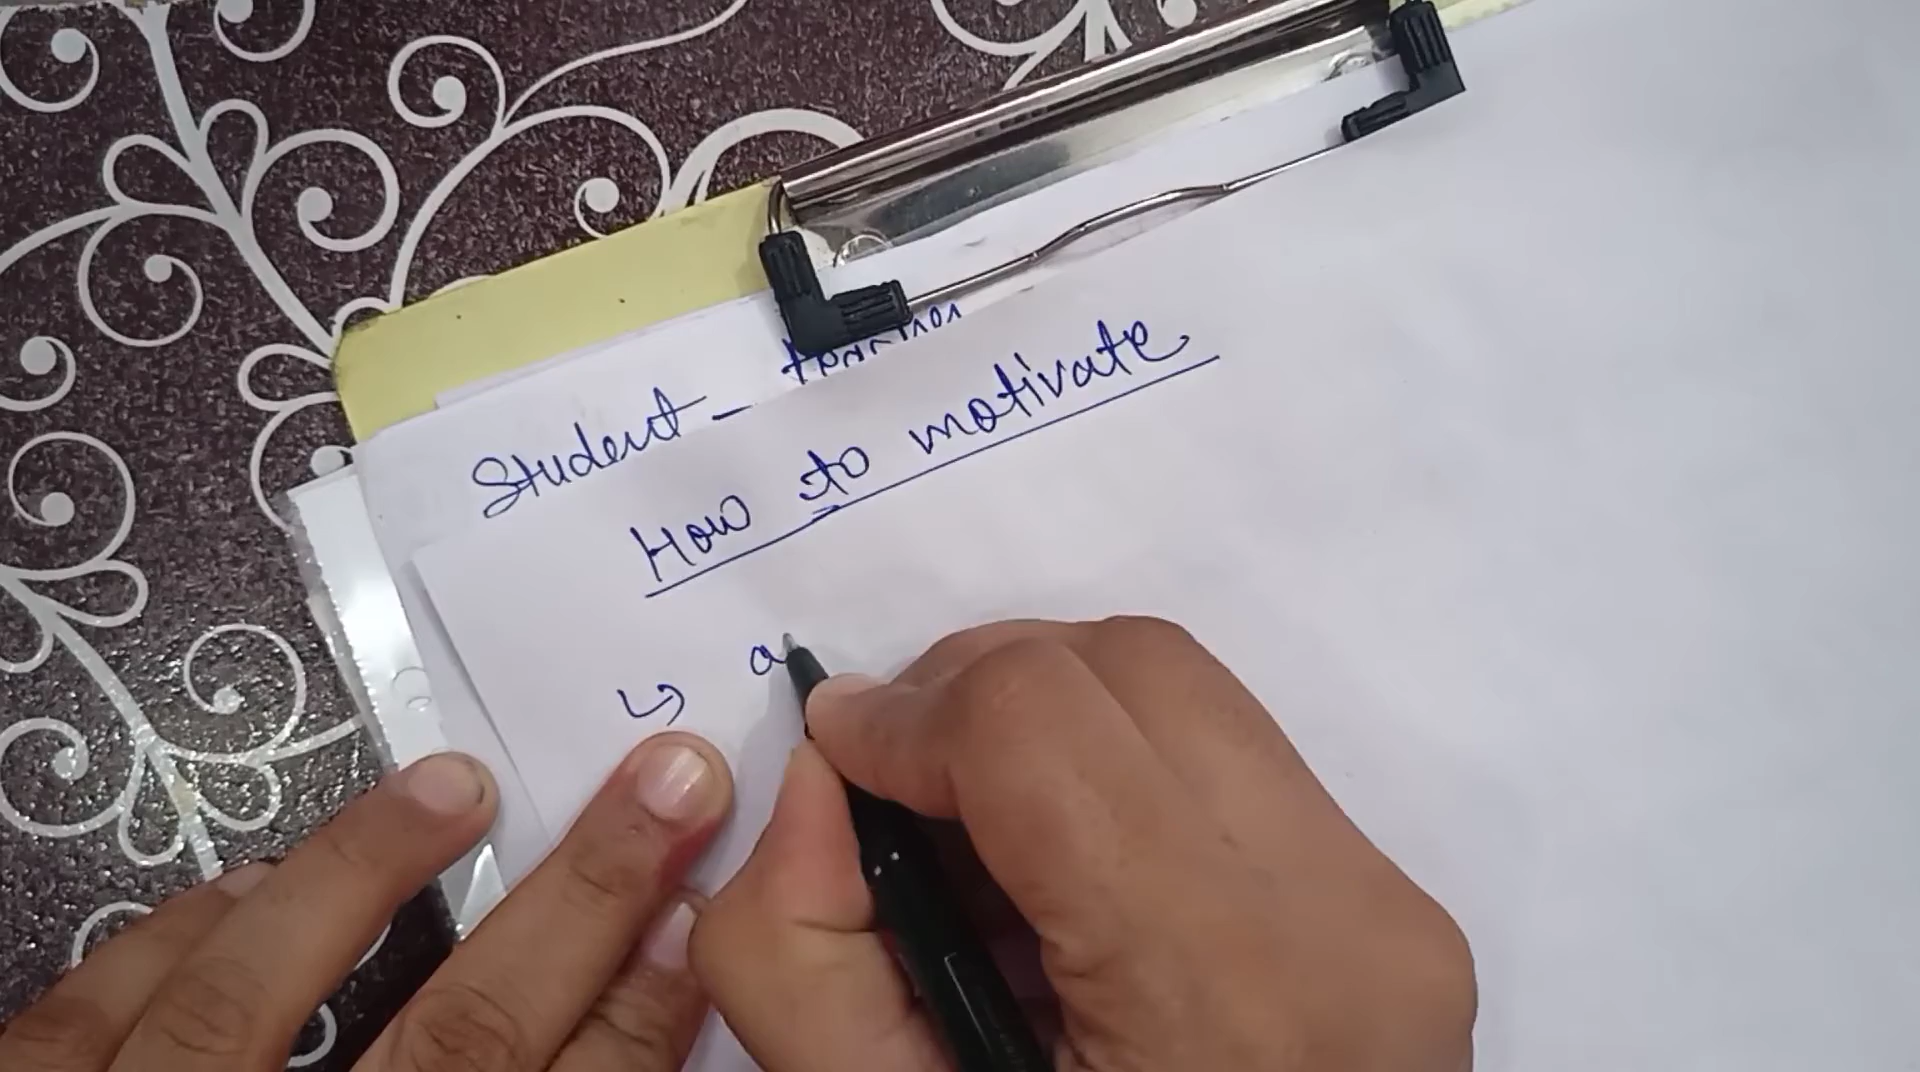 Student -
How to motivate
↳ a